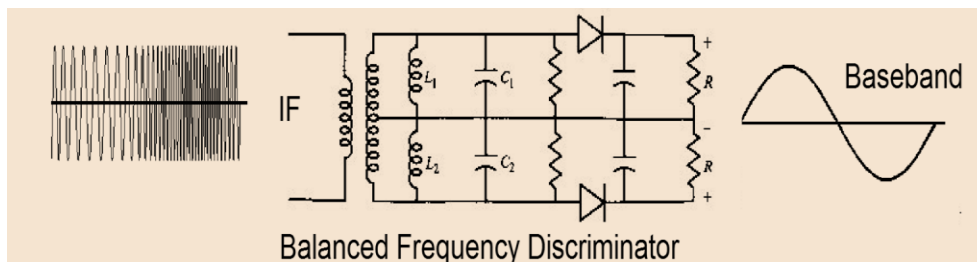 IF
L1
C1
R
L2
C2
R
+
-
-
+
Baseband
Balanced Frequency Discriminator